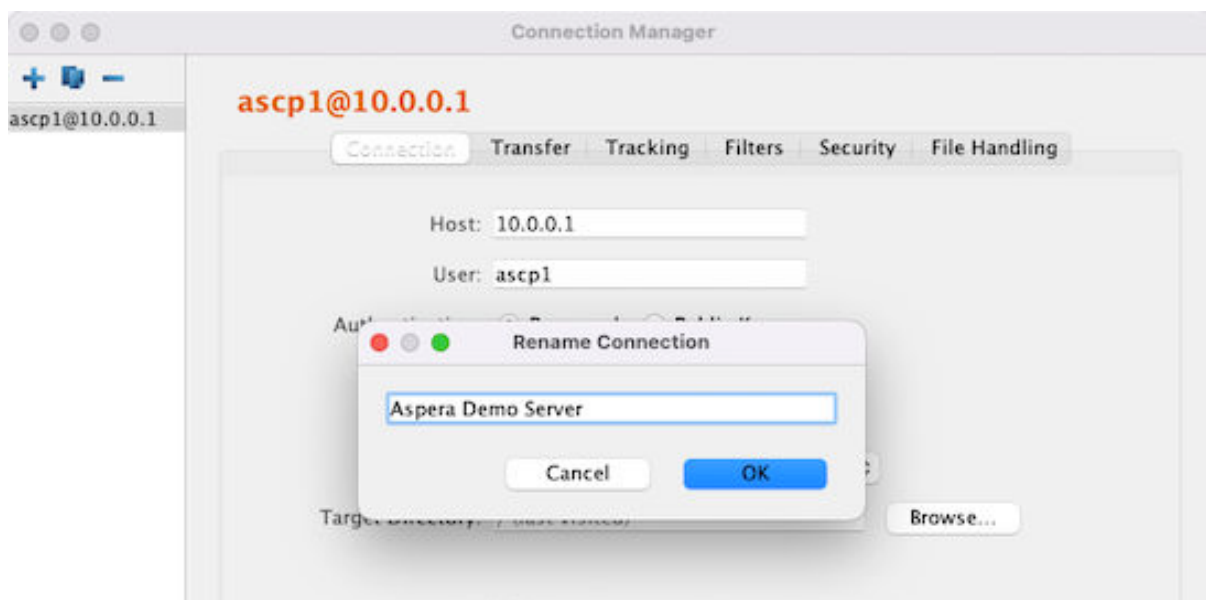 Connection Manager
ascp1@10.0.0.1
ascp1@10.0.0.1
Connection Transfer Tracking Filters Security File Handling
Host: 10.0.0.1
User: ascp1
Rename Connection
Aspera Demo Server
Cancel OK
Browse...